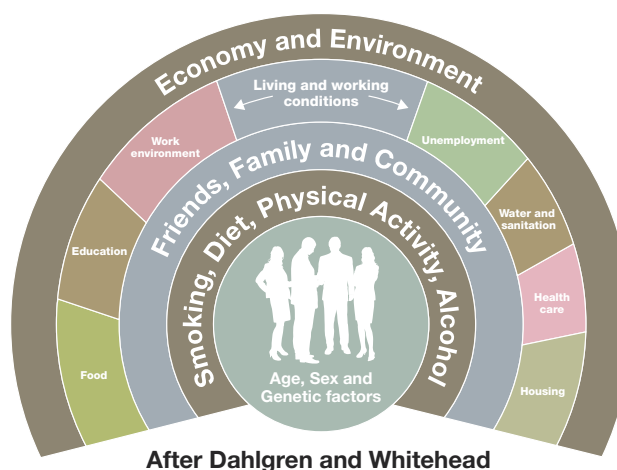 Economy and Environment
Living and working
conditions
Work
environment
Unemployment
Education
Water and
sanitation
Food
Health
care
Housing
Friends, Family and Community
Smoking, Diet, Physical Activity, Alcohol
Age, Sex and
Genetic factors
After Dahlgren and Whitehead